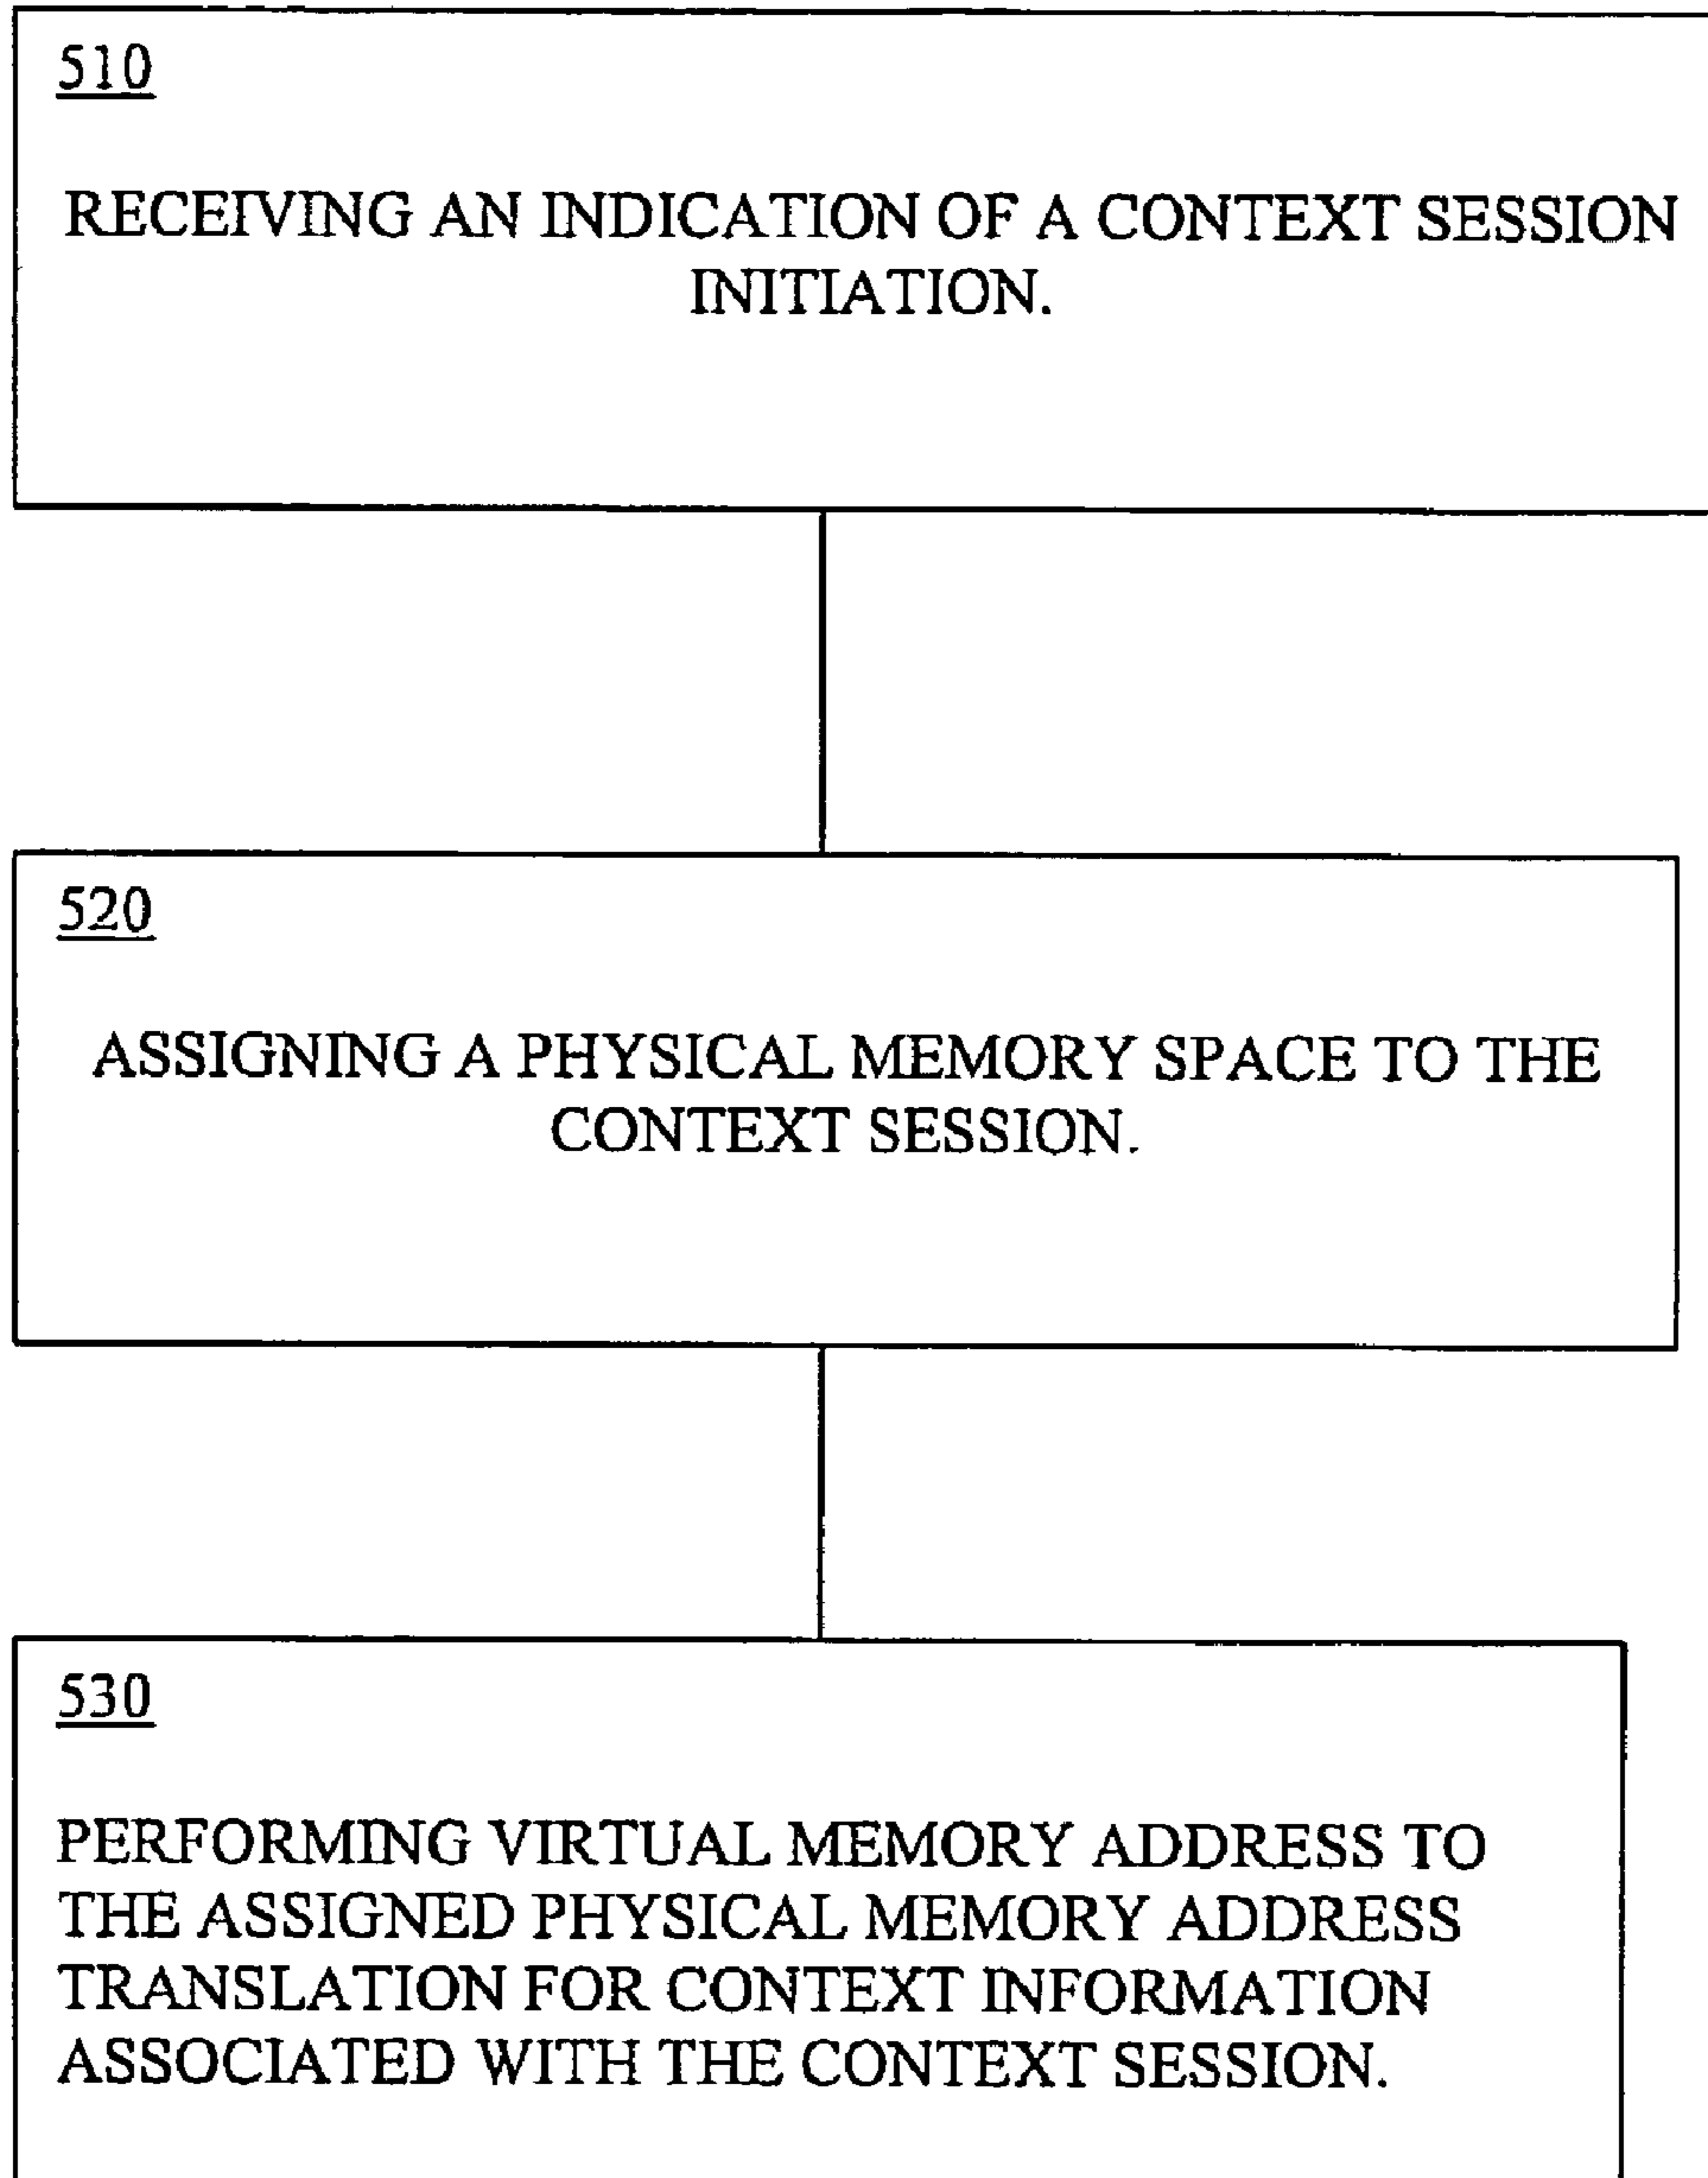 510
RECEIVING AN INDICATION OF A CONTEXT SESSION
INITIATION.
520
ASSIGNING A PHYSICAL MEMORY SPACE TO THE
CONTEXT SESSION.
530
PERFORMING VIRTUAL MEMORY ADDRESS TO
THE ASSIGNED PHYSICAL MEMORY ADDRESS
TRANSLATION FOR CONTEXT INFORMATION
ASSOCIATED WITH THE CONTEXT SESSION.